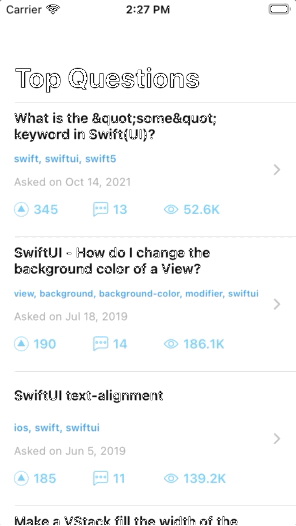 Carrier 2:27 PM
Top Questions
What is the &quot;some&quot;
keyword in Swift(UI)?
swift, swiftui, swift5
Asked on Oct 14, 2021
345 13 52.6K
SwiftUI - How do I change the
background color of a View?
view, background, background-color, modifier, swiftui
Asked on Jul 18, 2019
190 14 186.1K
SwiftUI text-alignment
ios, swift, swiftui
Asked on Jun 5, 2019
185 11 139.2K
Make a VStack fill the width of the